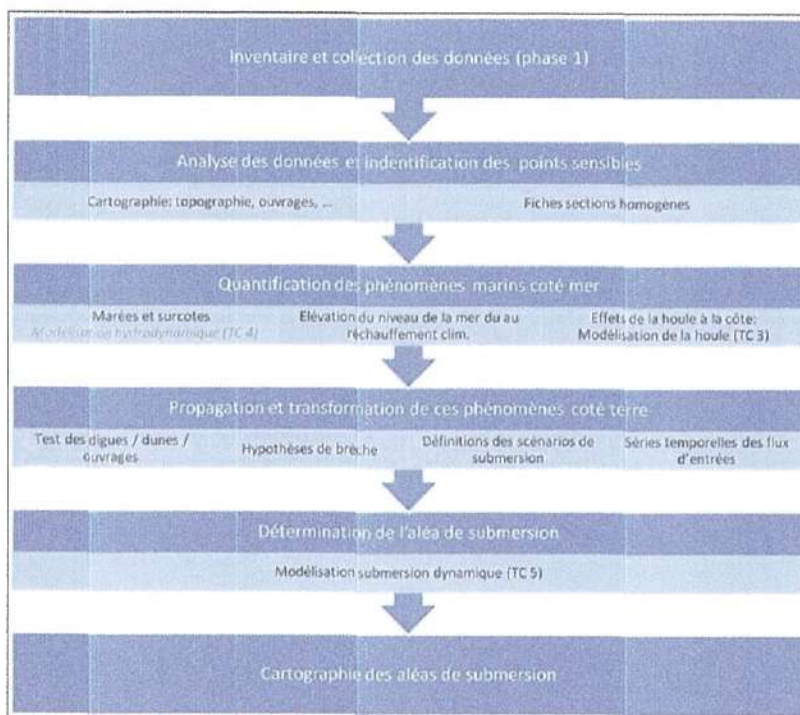 Inventaire et collection des données (phase 1)
Analyse des données et indentification des points sensibles
Cartographie: topographie, ouvrages, ...
Fiches sections homogènes
Quantification des phénomènes marins coté mer
Marées et surcotes
Modélisation hydrodynamique (TC 4)
Elévation du niveau de la mer du au
réchauffement clim.
Effets de la houle à la côte:
Modélisation de la houle (TC 3)
Propagation et transformation de ces phénomènes coté terre
Test des digues / dunes /
ouvrages
Hypothèses de brèche
Définitions des scénarios de
submersion
Séries temporelles des flux
d'entrées
Détermination de l'aléa de submersion
Modélisation submersion dynamique (TC 5)
Cartographie des aléas de submersion